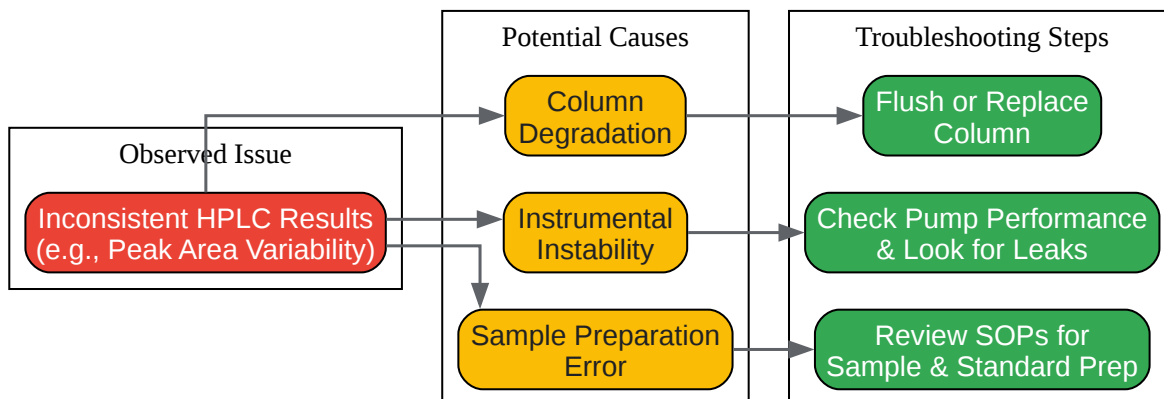 Potential Causes
Troubleshooting Steps
Column
Degradation
Flush or Replace
Column
Observed Issue
Inconsistent HPLC Results
(e.g., Peak Area Variability)
Instrumental
Instability
Check Pump Performance
& Look for Leaks
Sample Preparation
Error
Review SOPs for
Sample & Standard Prep